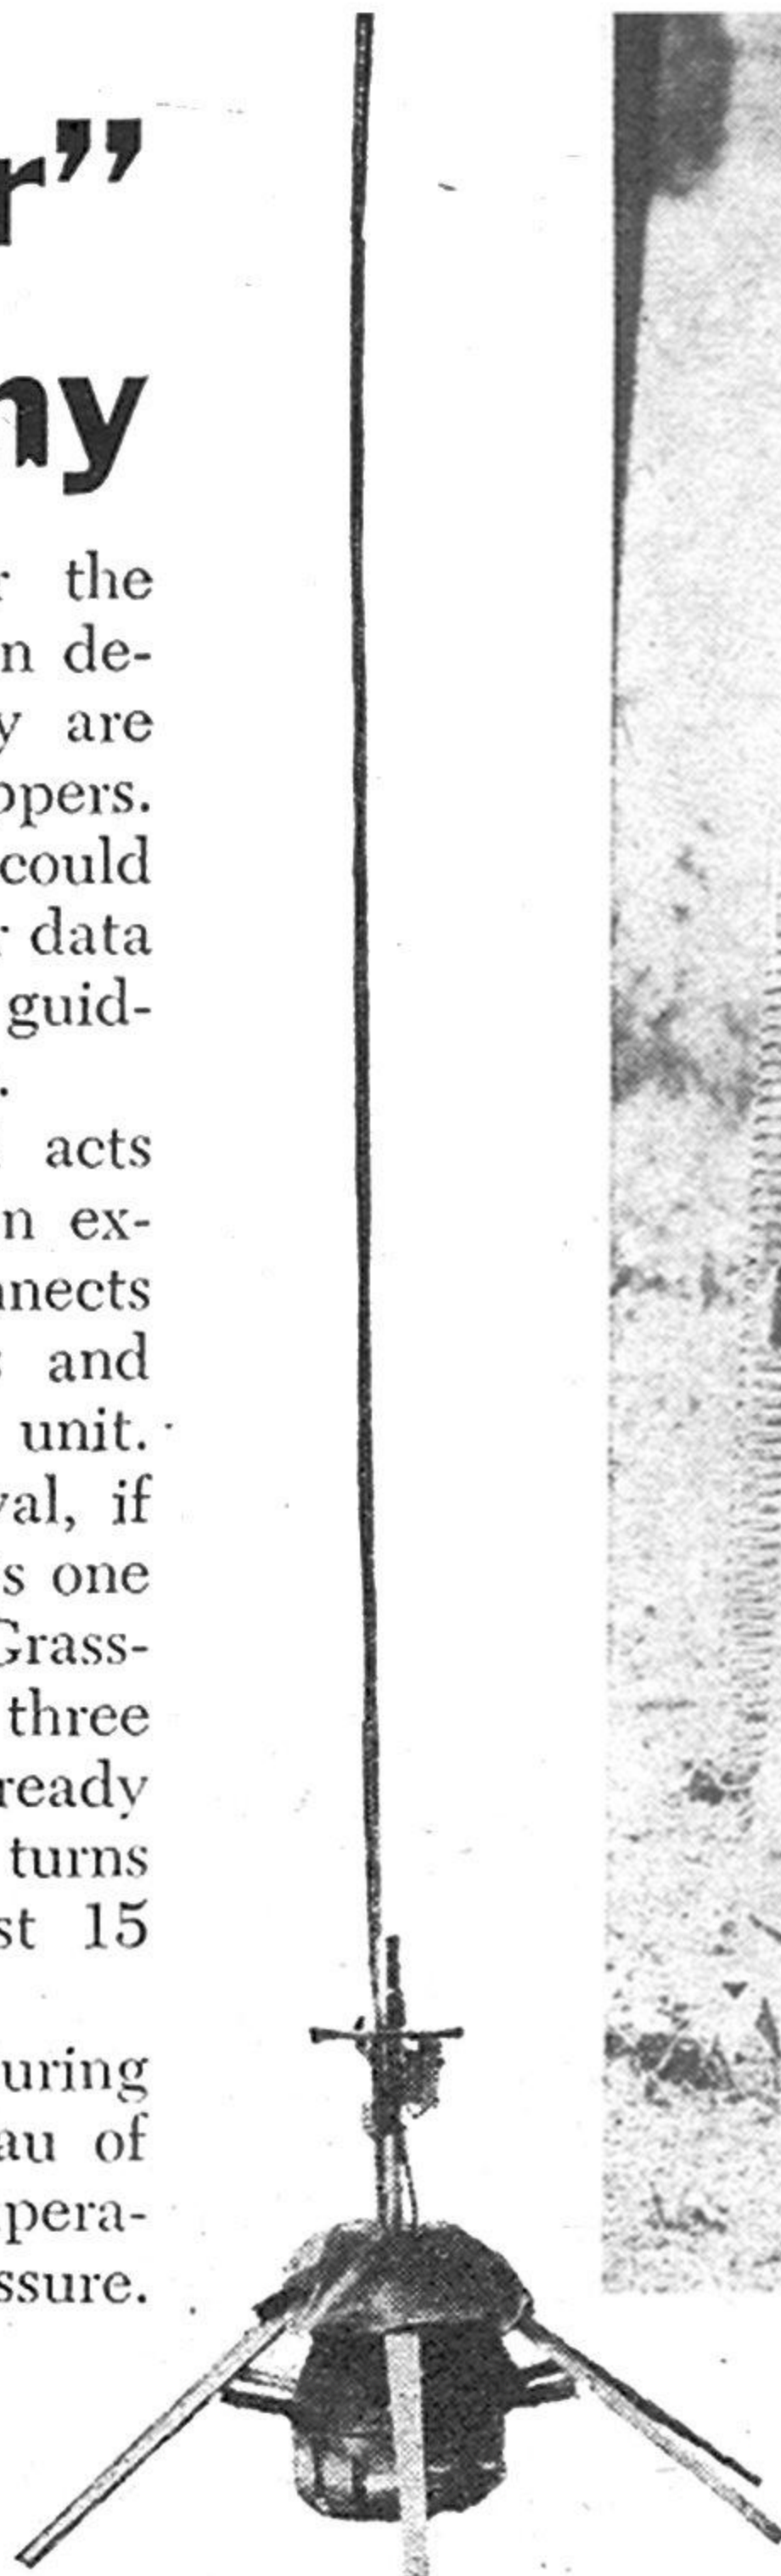 r”
ny
r the
n de-
y are
ppers.
could
r data
guid-
.
acts
n ex-
nnects
s and
unit.
val, if
s one
Grass-
three
ready
turns
st 15
uring
au of
pera-
ssure.